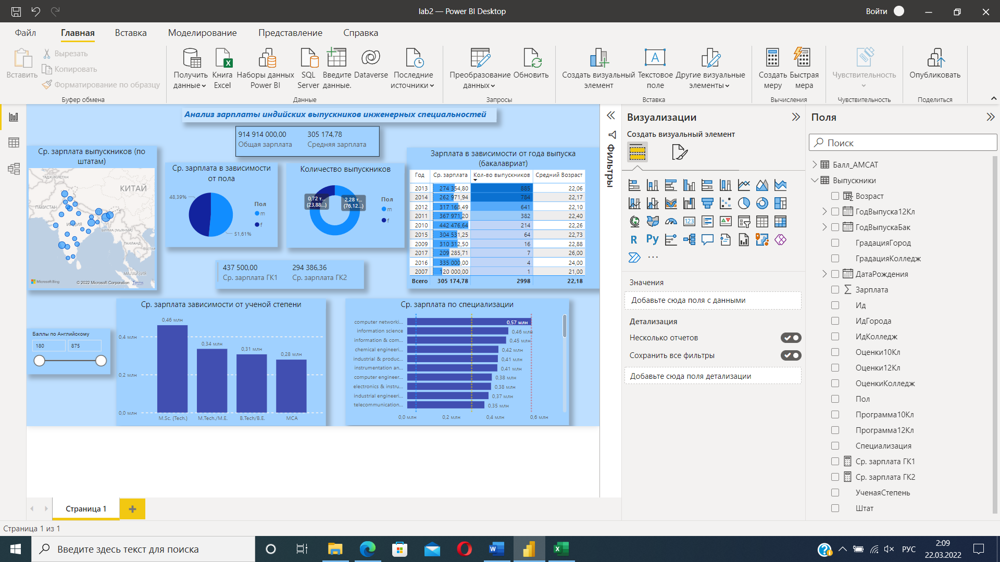 lab2 — Power BI Desktop
Войти
Файл
Главная
Вставка
Моделирование
Представление
Справка
Вставить
Вырезать
Копировать
Форматирование по образцу
Буфер обмена
Получить данные
Книга Excel
Наборы данных Power BI
SQL Server
Введите данные.
Dataverse
Последние источники
Данные
Преобразование данных
Обновить
Запросы
Создать визуальный элемент
Текстовое поле
Другие визуальные элементы
Вставка
Создать меру
Быстрая мера
Вычисления
Чувствительность
Чувствительность
Опубликовать
Поделиться
Анализ зарплаты индийских выпускников инженерных специальностей
914 914 000,00
Общая зарплата
305 174,78
Средняя зарплата
Ср. зарплата выпускников (по
штатам)
ТАДЖИКИСТАН
КИТАЙ
ПАКИСТАН
ИНДИЯ
БИРМА (МЬЯНМА)
ТАИЛАНД
МАЛАЙЗИЯ
Microsoft Bing
© 2022 Microsoft Corporation Terms
Ср. зарплата в зависимости
от пола
48,39%
51,61%
Пол
m
f
Количество выпускников
0,72 т...
(23,88...)
2,28 т...
(76,12...)
Пол
m
f
Зарплата в зависимости от года выпуска
(бакалавриат)
Год Ср. зарплата Кол-во выпускников Средний Возраст
2013 274 354,80 885 22,06
2014 262 971,94 784 22,17
2012 317 168,49 641 22,10
2011 367 971,20 382 22,40
2010 442 476,64 214 22,26
2015 304 531,25 64 22,73
2009 310 312,50 16 22,88
2017 209 285,71 7 26,00
2016 335 000,00 4 24,00
2007 120 000,00 1 21,00
Всего 305 174,78 2998 22,18
437 500,00
Ср. зарплата ГК1
294 386,36
Ср. зарплата ГК2
Баллы по Английскому
180
875
Ср. зарплата зависимости от ученой степени
0,4 млн
0,2 млн
0,0 млн
0,46 млн
0,34 млн
0,31 млн
0,28 млн
M.Sc. (Tech.)
M.Tech./M.E.
B.Tech/B.E.
MCA
Ср. зарплата по специализации
computer networki... 0,57 млн
information science 0,46 млн
information & com... 0,45 млн
chemical engineeri... 0,42 млн
industrial & produc... 0,41 млн
instrumentation an... 0,41 млн
computer engineer... 0,38 млн
electronics & instru... 0,38 млн
industrial engineeri... 0,37 млн
telecommunication... 0,35 млн
0,0 млн 0,2 млн 0,4 млн 0,6 млн
Фильтры
Визуализации
Создать визуальный элемент
123
R
Py
Значения
Добавьте сюда поля с данными
Детализация
Несколько отчетов
Сохранить все фильтры
Добавьте сюда поля детализации
Поля
Поиск
Балл_АМСАТ
Выпускники
Возраст
ГодВыпуска12Кл
ГодВыпускаБак
ГрадацияГород
ГрадацияКолледж
ДатаРождения
Зарплата
Ид
ИдГорода
ИдКолледж
Оценки10Кл
Оценки12Кл
ОценкиКолледж
Пол
Программа10Кл
Программа12Кл
Специализация
Ср. зарплата ГК1
Ср. зарплата ГК2
УченаяСтепень
Штат
Страница 1
Страница 1 из 1
Введите здесь текст для поиска
РУС
2:09
22.03.2022